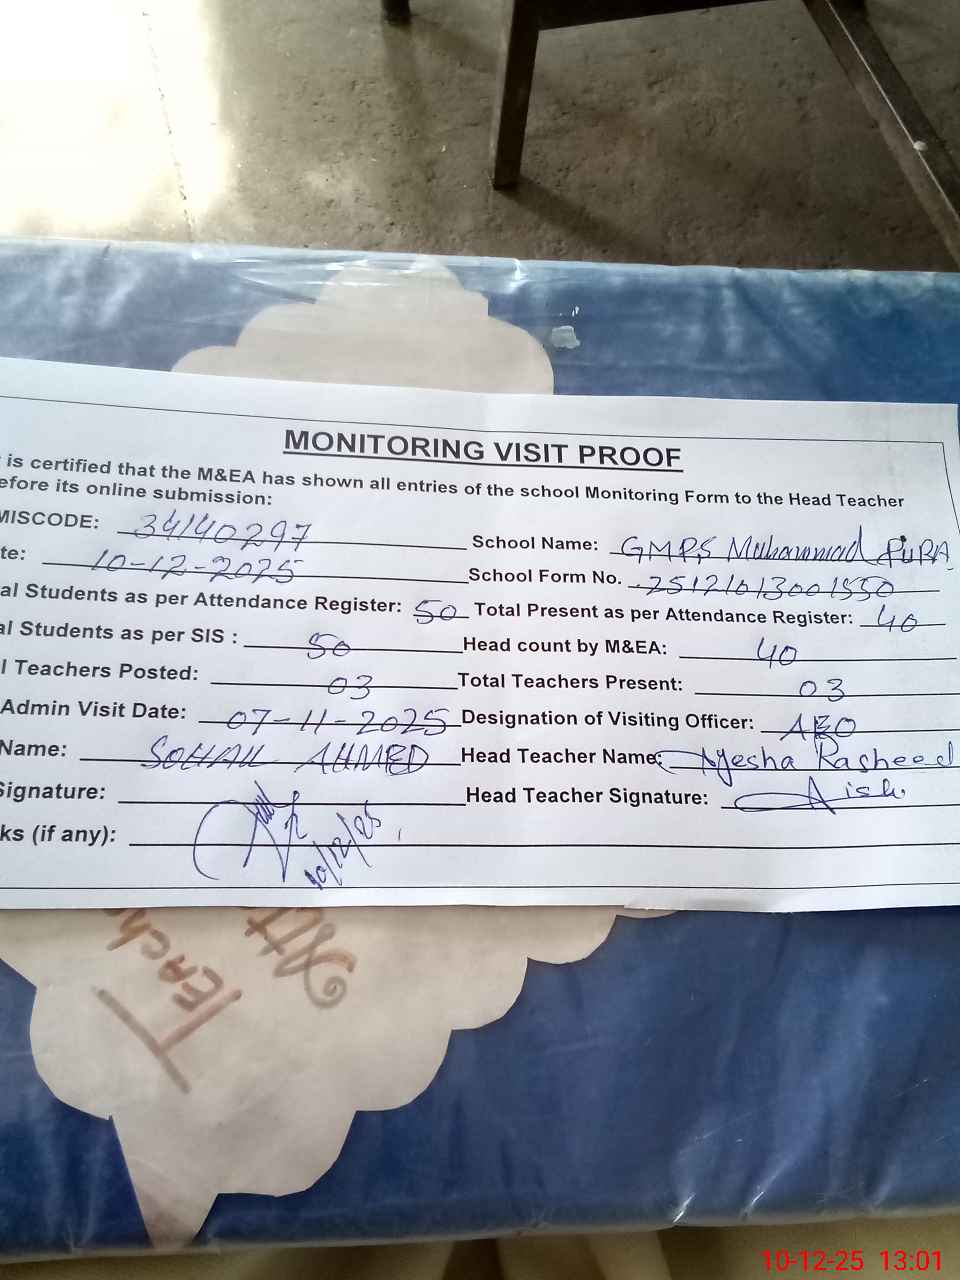 MONITORING VISIT PROOF
is certified that the M&EA has shown all entries of the school Monitoring Form to the Head Teacher
efore its online submission:
MISCODE: 34140297 School Name: GMPS Muhammad PURA
te: 10-12-2025 School Form No. 25121013001550
al Students as per Attendance Register: 50 Total Present as per Attendance Register: 40
al Students as per SIS : 50 Head count by M&EA: 40
l Teachers Posted: 03 Total Teachers Present: 03
Admin Visit Date: 07-11-2025 Designation of Visiting Officer: AEO
Name: SOHAIL AHMED Head Teacher Name: Ayesha Rasheed
Signature: Head Teacher Signature: Aish
ks (if any): 10/12/25
TEACH
10-12-25 13:01